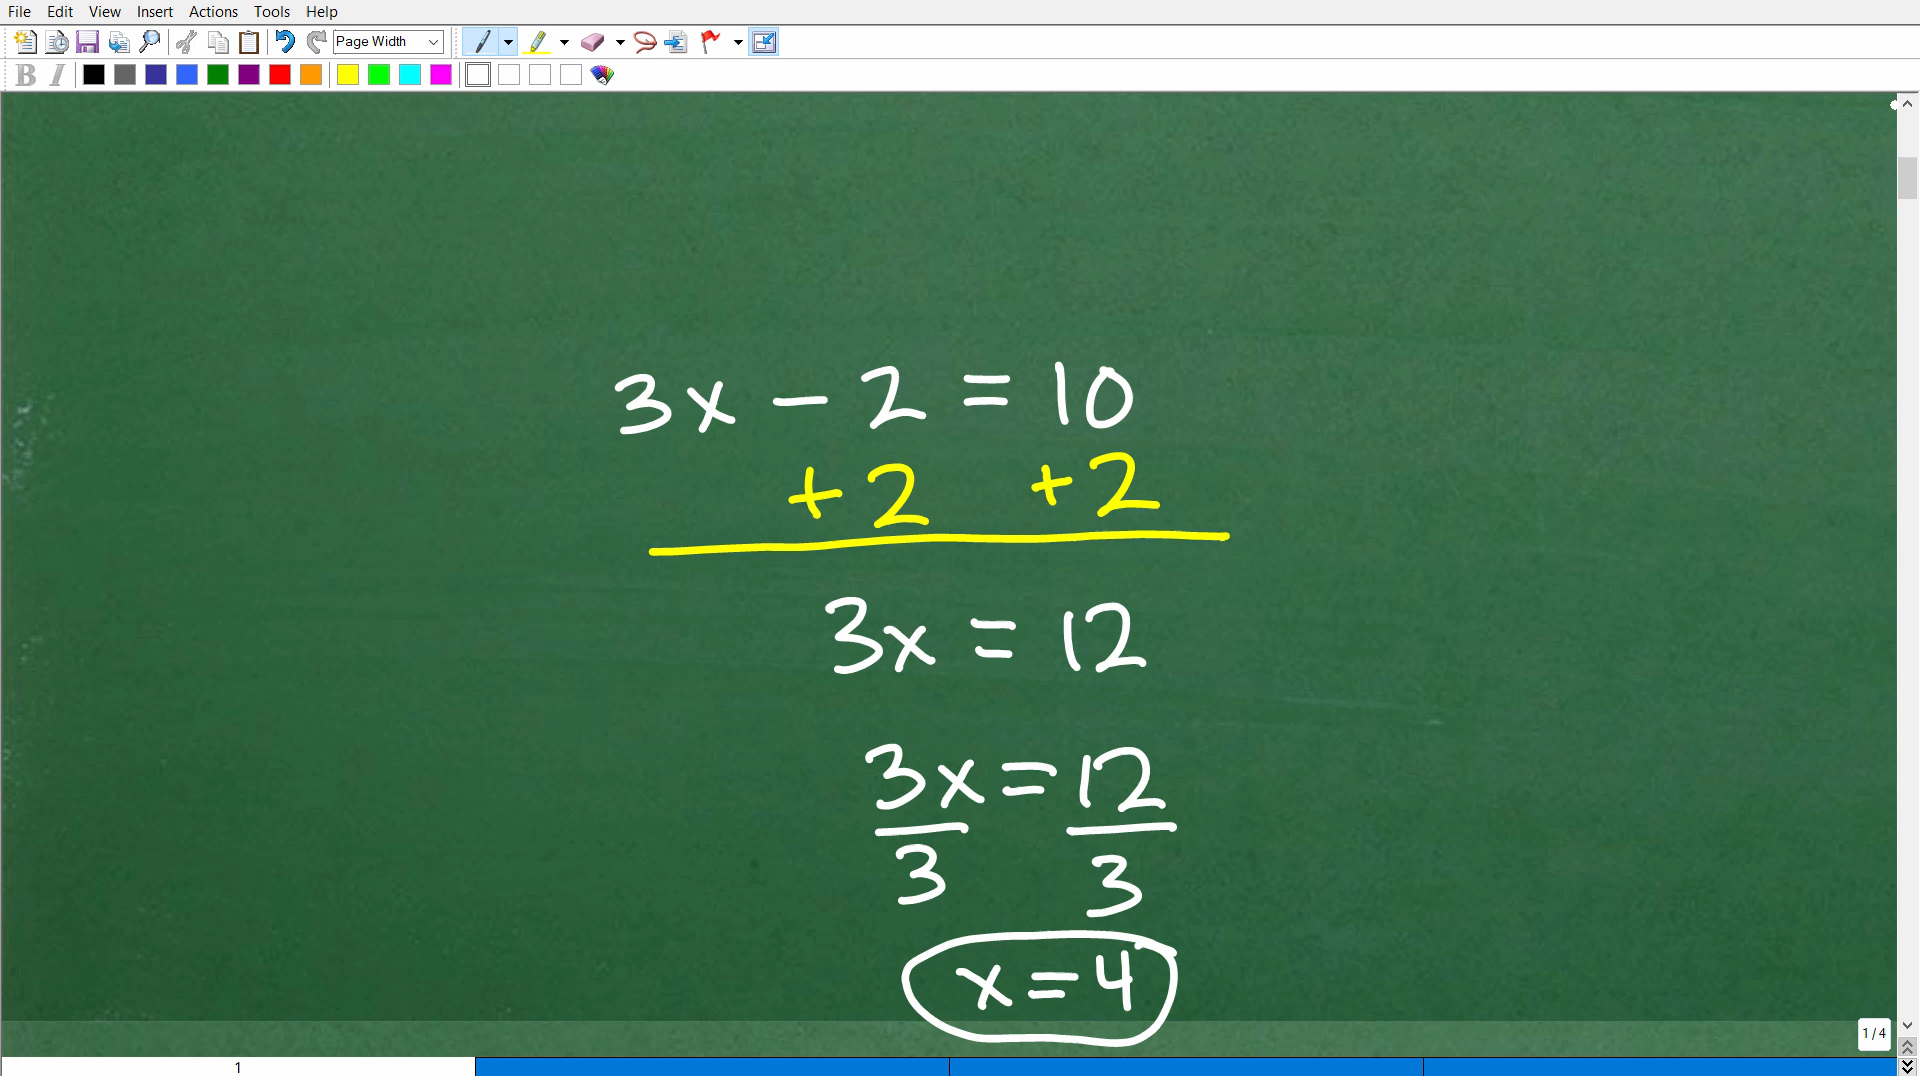 File Edit View Insert Actions Tools Help
Page Width
B I
3x - 2 = 10
+2 +2
3x = 12
3x = 12
3 3
x = 4
1 / 4
1